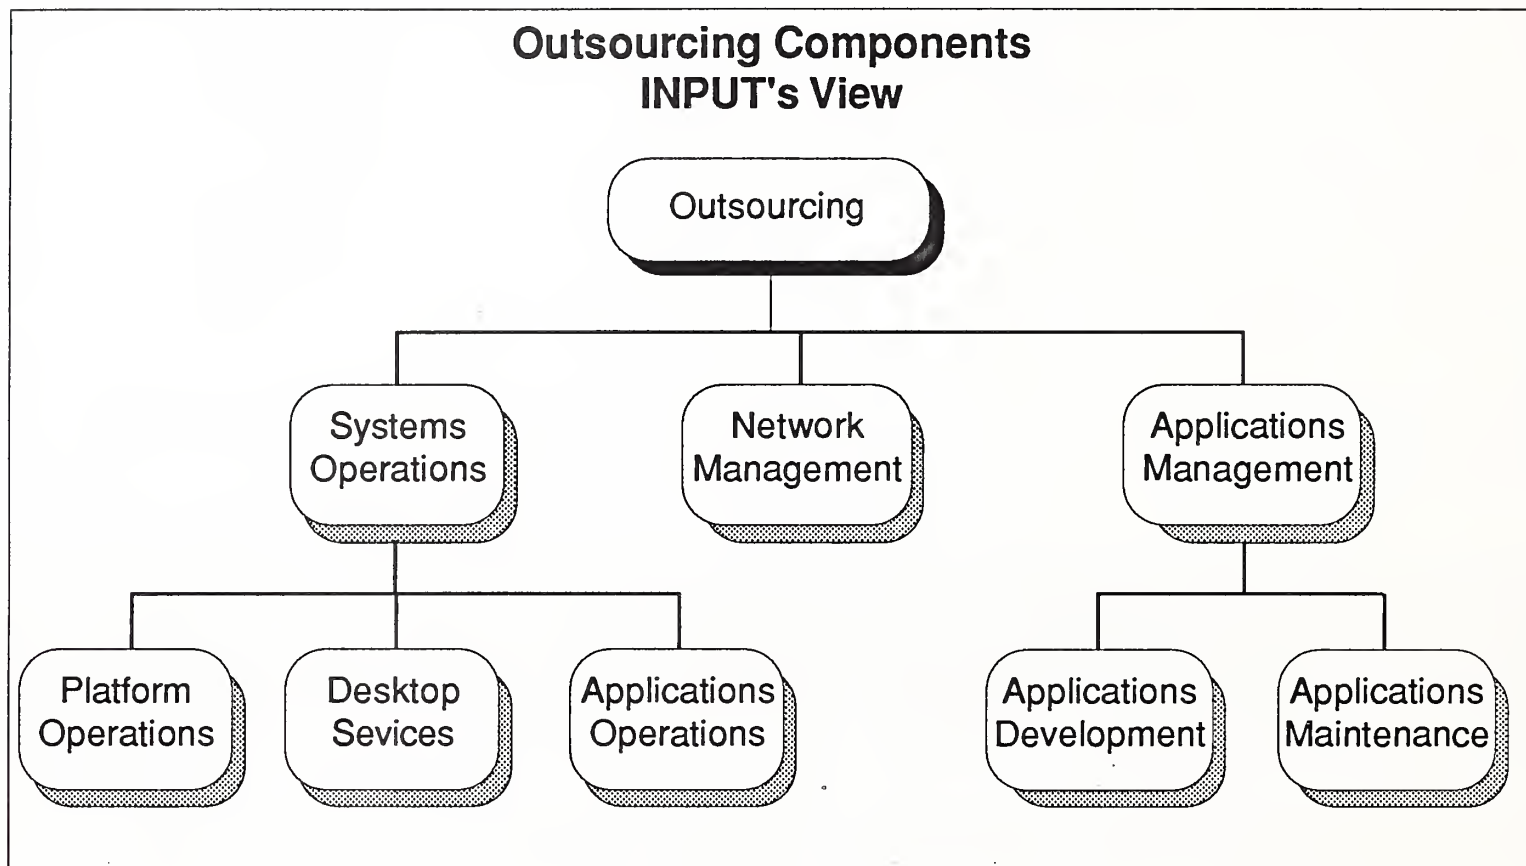 Outsourcing Components
INPUT's View
Outsourcing
Systems
Operations
Network
Management
Applications
Management
Platform
Operations
Desktop
Sevices
Applications
Operations
Applications
Development
Applications
Maintenance